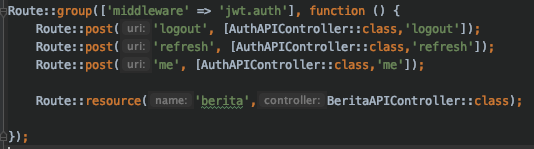 Route::group(['middleware' => 'jwt.auth'], function () {
Route::post( uri: 'logout', [AuthAPIController::class,'logout']);
Route::post( uri: 'refresh', [AuthAPIController::class,'refresh']);
Route::post( uri: 'me', [AuthAPIController::class,'me']);
Route::resource( name: 'berita', controller: BeritaAPIController::class);
});